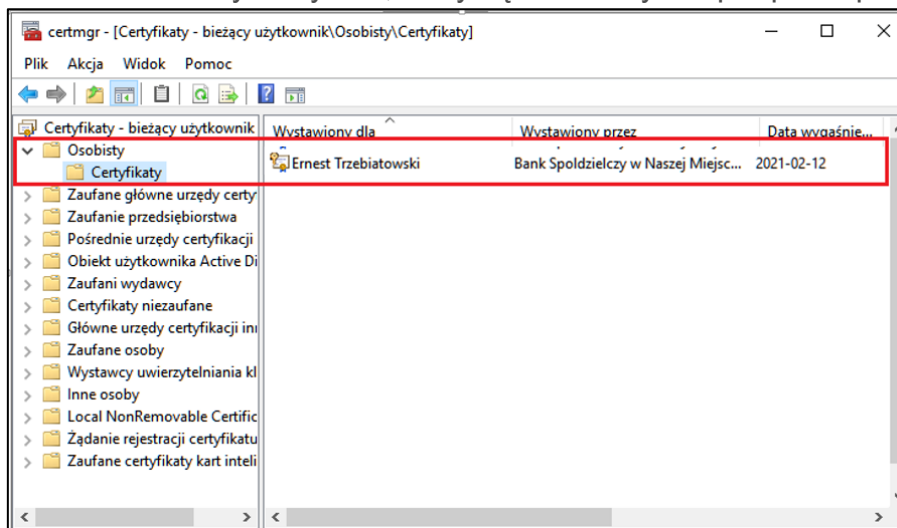 certmgr - [Certyfikaty - bieżący użytkownik\Osobisty\Certyfikaty]
Plik Akcja Widok Pomoc
Certyfikaty - bieżący użytkownik
Wystawiony dla Wystawiony przez Data wygaśnie...
Osobisty
Ernest Trzebiatowski Bank Spoldzielczy w Naszej Miejsc... 2021-02-12
Certyfikaty
Zaufane główne urzędy certy
Zaufanie przedsiębiorstwa
Pośrednie urzędy certyfikacji
Obiekt użytkownika Active Di
Zaufani wydawcy
Certyfikaty niezaufane
Główne urzędy certyfikacji inn
Zaufane osoby
Wystawcy uwierzytelniania kl
Inne osoby
Local NonRemovable Certific
Żądanie rejestracji certyfikatu
Zaufane certyfikaty kart inteli